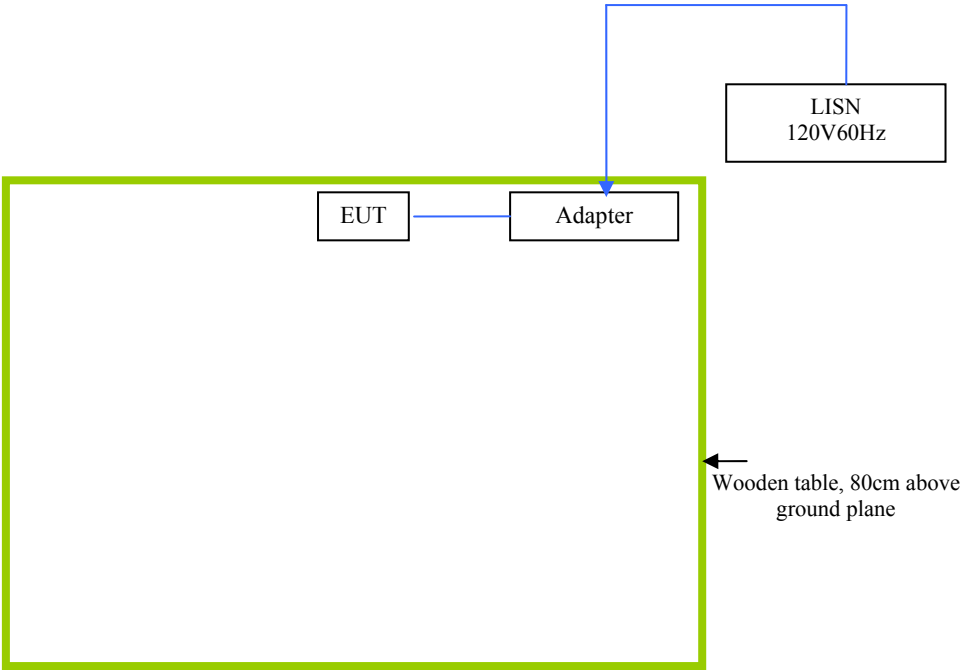 LISN
120V60Hz
EUT
Adapter
Wooden table, 80cm above
ground plane